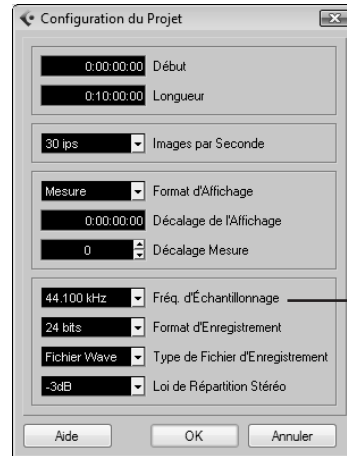 Configuration du Projet
0:00:00:00 Début
0:10:00:00 Longueur
30 ips Images par Seconde
Mesure Format d'Affichage
0:00:00:00 Décalage de l'Affichage
0 Décalage Mesure
44.100 kHz Fréq. d'Échantillonnage
24 bits Format d'Enregistrement
Fichier Wave Type de Fichier d'Enregistrement
-3dB Loi de Répartition Stéréo
Aide OK Annuler